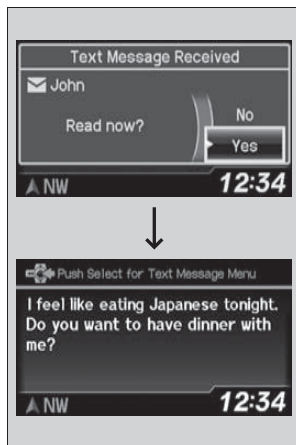 Text Message Received
John
Read now?
No
Yes
NW
12:34
Push Select for Text Message Menu
I feel like eating Japanese tonight.
Do you want to have dinner with
me?
NW
12:34